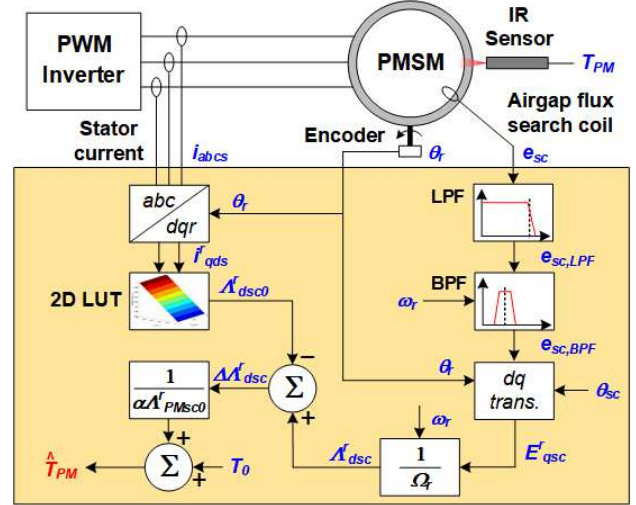 PWM
Inverter
PMSM
IR
Sensor
T_PM
Stator
current
i_abcs
Encoder
θ_r
Airgap flux
search coil
e_sc
abc
dqr
θ_r
LPF
i^r_qds
e_sc,LPF
2D LUT
Λ^r_dsc0
ω_r
BPF
e_sc,BPF
−
1
αΛ^r_PMsc0
ΔΛ^r_dsc
Σ
+
θ_r
dq
trans.
θ_sc
ω_r
+
T̂_PM
Σ
+
T_0
Λ^r_dsc
1
Ω_r
E^r_qsc